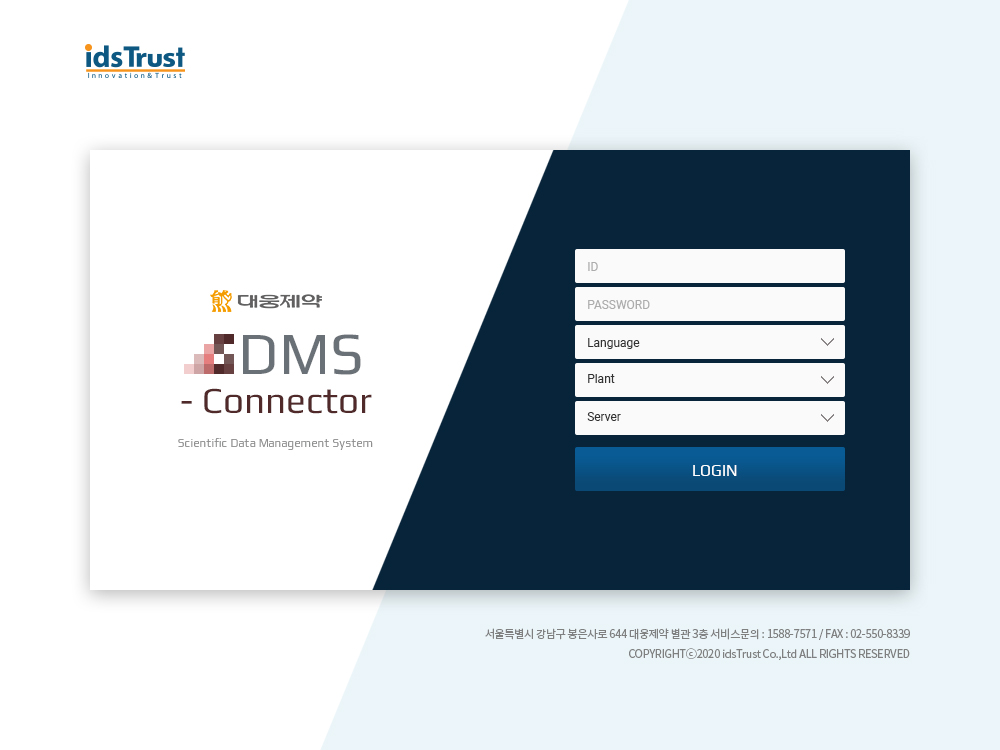 idsTrust
Innovation&Trust
대웅제약
SDMS
- Connector
Scientific Data Management System
ID
PASSWORD
Language
Plant
Server
LOGIN
서울특별시 강남구 봉은사로 644 대웅제약 별관 3층 서비스문의 : 1588-7571 / FAX : 02-550-8339
COPYRIGHTⓒ2020 idsTrust Co.,Ltd ALL RIGHTS RESERVED